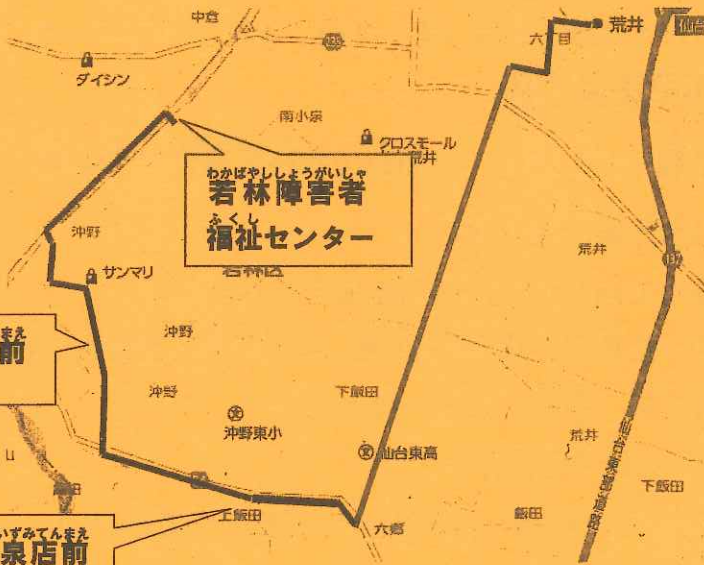 中倉
荒井
六丁目
仙台
ダイシン
南小泉
クロスモール
荒井
わかばやししょうがいしゃ
若林障害者
ふくし
福祉センター
沖野
荒井
137
サンマリ
若林区
まえ
前
沖野
沖野
下飯田
沖野東小
仙台東高
荒井
仙台東部道路
下飯田
上飯田
六郷
飯田
いずみてんまえ
泉店前